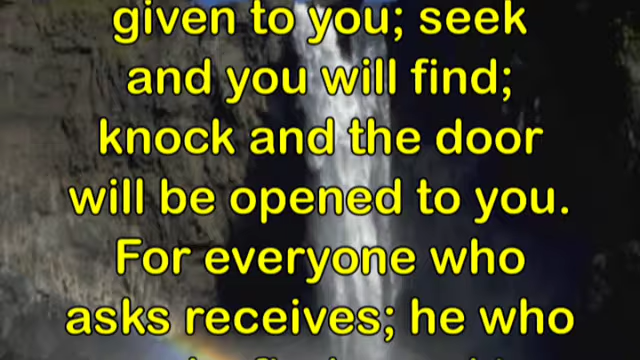 given to you; seek
and you will find;
knock and the door
will be opened to you.
For everyone who
asks receives; he who